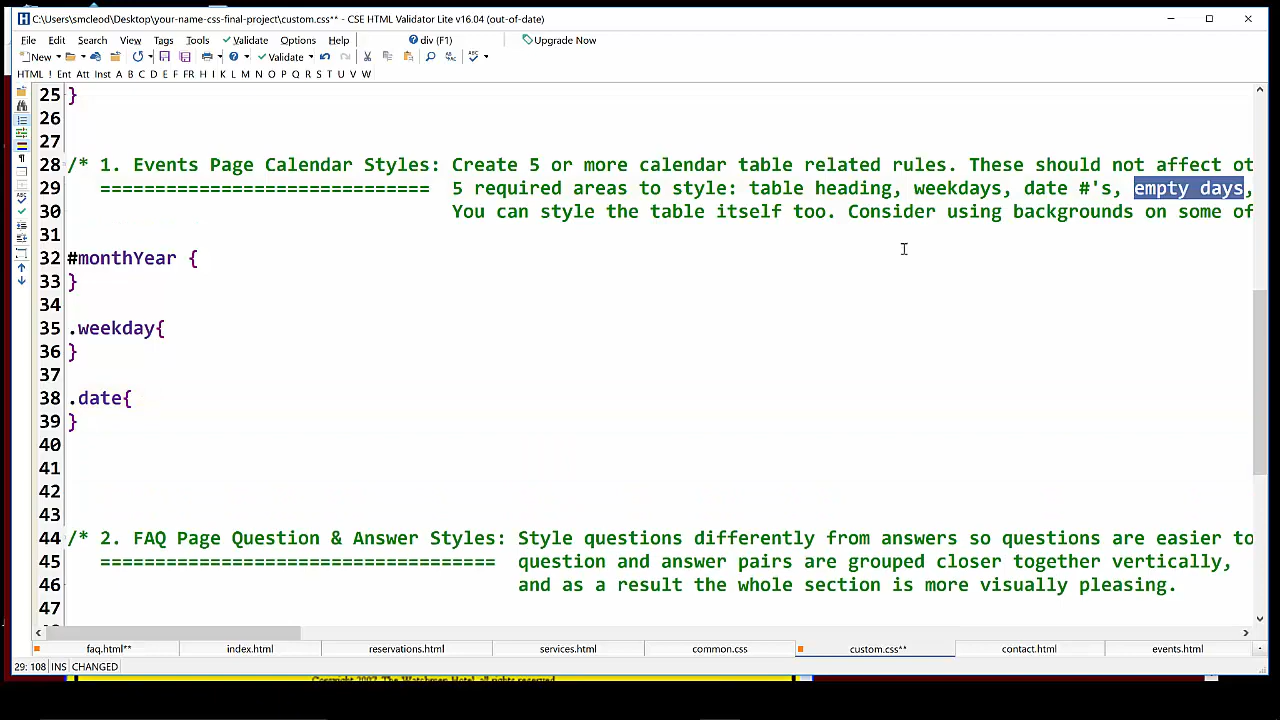 C:\Users\smcleod\Desktop\your-name-css-final-project\custom.css** - CSE HTML Validator Lite v16.04 (out-of-date)
File Edit Search View Tags Tools Validate Options Help div (F1) Upgrade Now
New Validate
HTML ! Ent Att Inst A B C D E F FR H I K L M N O P Q R S T U V W
25 }
26
27
28 /* 1. Events Page Calendar Styles: Create 5 or more calendar table related rules. These should not affect ot
29 ============================== 5 required areas to style: table heading, weekdays, date #'s, empty days,
30 You can style the table itself too. Consider using backgrounds on some of
31
32 #monthYear {
33 }
34
35 .weekday{
36 }
37
38 .date{
39 }
40
41
42
43
44 /* 2. FAQ Page Question & Answer Styles: Style questions differently from answers so questions are easier to
45 ==================================== question and answer pairs are grouped closer together vertically,
46 and as a result the whole section is more visually pleasing.
47
faq.html** index.html reservations.html services.html common.css custom.css** contact.html events.html
29: 108 INS CHANGED
Copyright 2007, The Watchmen Hotel, all rights reserved